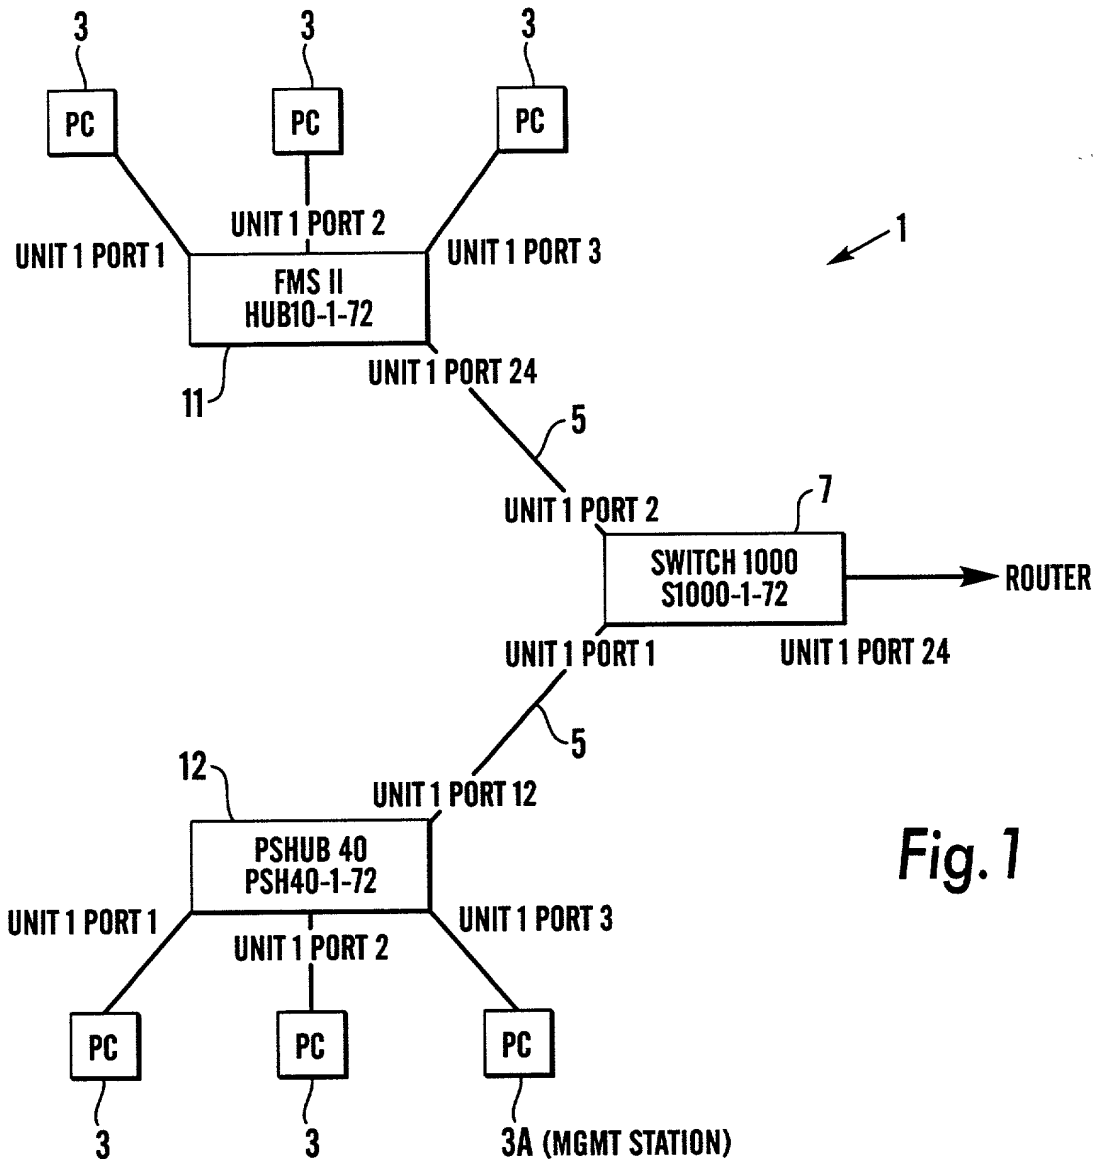 3
3
3
PC
PC
PC
UNIT 1 PORT 2
UNIT 1 PORT 1
UNIT 1 PORT 3
1
FMS II
HUB10-1-72
UNIT 1 PORT 24
11
5
7
UNIT 1 PORT 2
SWITCH 1000
S1000-1-72
ROUTER
UNIT 1 PORT 1
UNIT 1 PORT 24
5
12
UNIT 1 PORT 12
PSHUB 40
PSH40-1-72
Fig. 1
UNIT 1 PORT 1
UNIT 1 PORT 3
UNIT 1 PORT 2
PC
PC
PC
3
3
3A (MGMT STATION)